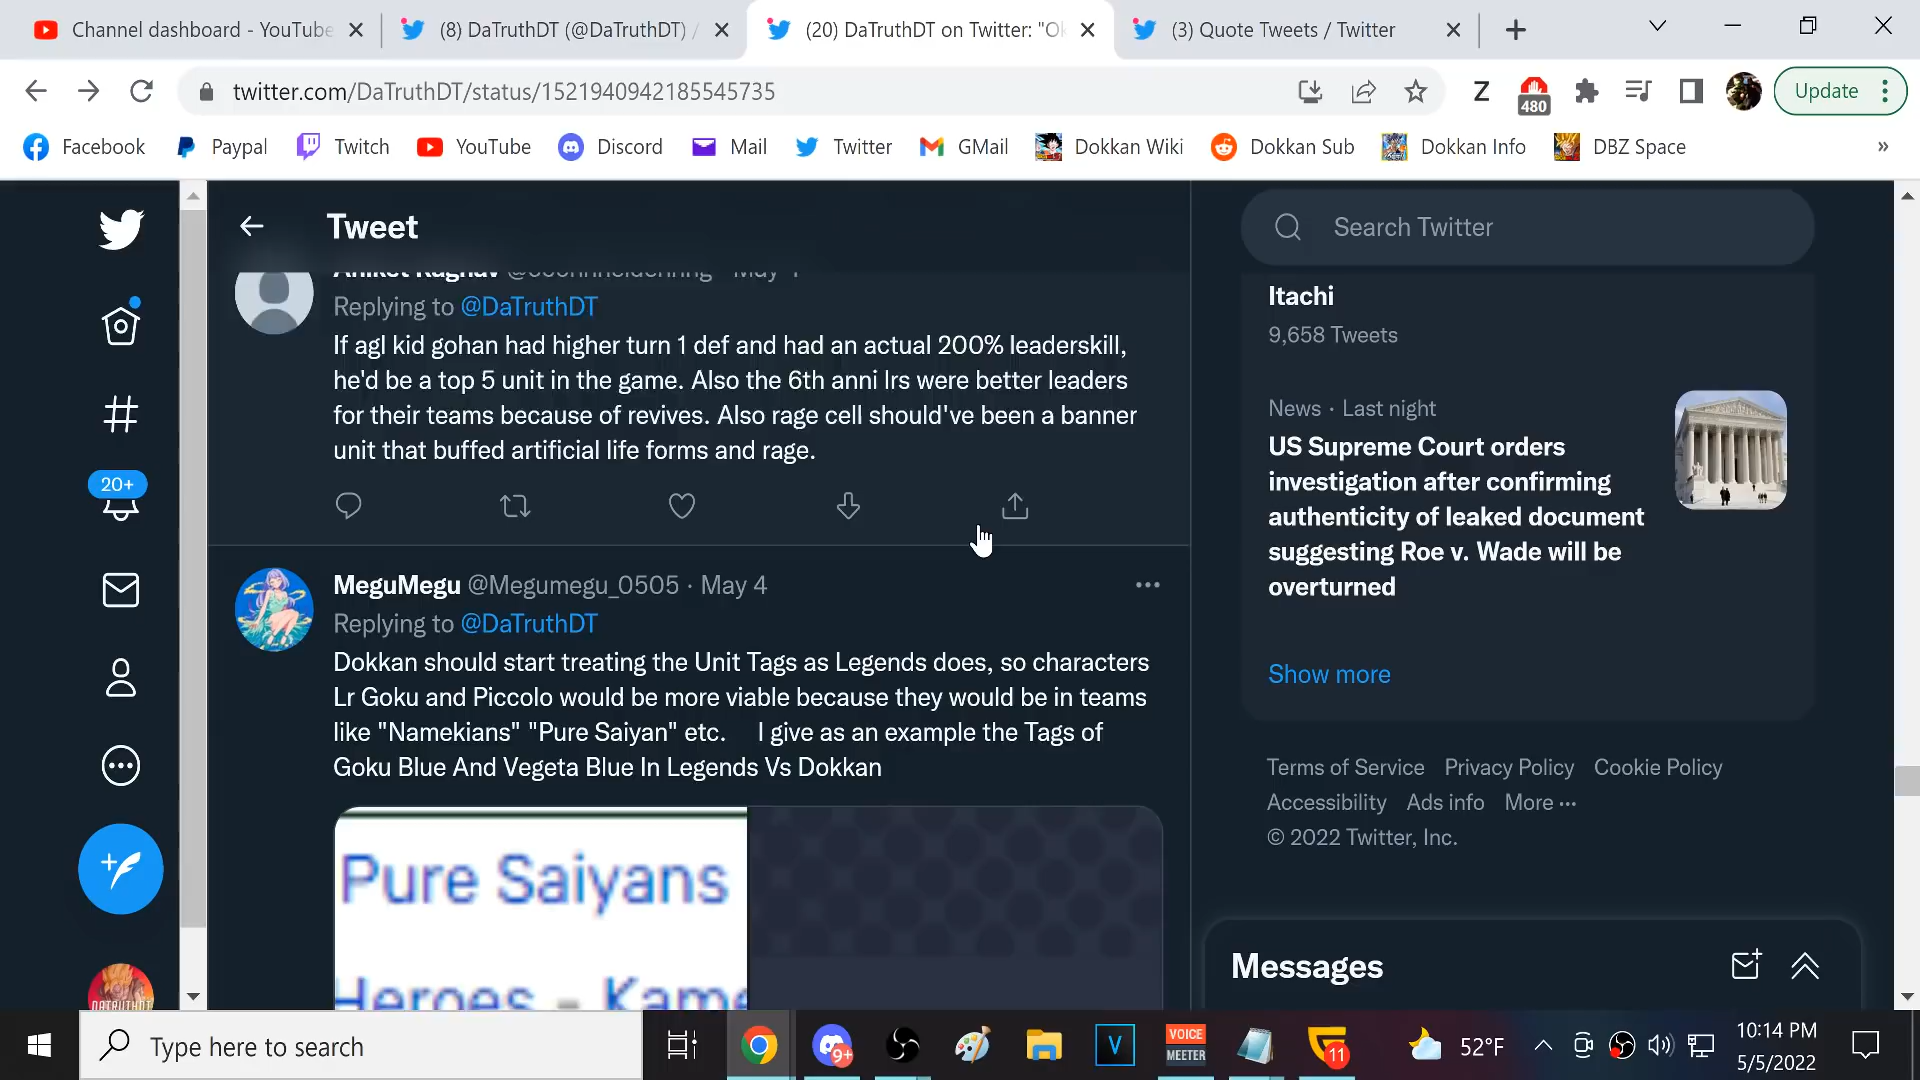 Channel dashboard - YouTube
(8) DaTruthDT (@DaTruthDT) /
(20) DaTruthDT on Twitter: "Ok
(3) Quote Tweets / Twitter
twitter.com/DaTruthDT/status/1521940942185545735
Z
480
Update
Facebook
Paypal
Twitch
YouTube
Discord
Mail
Twitter
GMail
Dokkan Wiki
Dokkan Sub
Dokkan Info
DBZ Space
»
Tweet
Search Twitter
Aniket Raghav
Replying to @DaTruthDT
If agl kid gohan had higher turn 1 def and had an actual 200% leaderskill,
he'd be a top 5 unit in the game. Also the 6th anni lrs were better leaders
for their teams because of revives. Also rage cell should've been a banner
unit that buffed artificial life forms and rage.
20+
MeguMegu @Megumegu_0505 · May 4
Replying to @DaTruthDT
Dokkan should start treating the Unit Tags as Legends does, so characters
Lr Goku and Piccolo would be more viable because they would be in teams
like "Namekians" "Pure Saiyan" etc. I give as an example the Tags of
Goku Blue And Vegeta Blue In Legends Vs Dokkan
Pure Saiyans
Heroes - Kame
DATRUTHDT
Itachi
9,658 Tweets
News · Last night
US Supreme Court orders
investigation after confirming
authenticity of leaked document
suggesting Roe v. Wade will be
overturned
Show more
Terms of Service Privacy Policy Cookie Policy
Accessibility Ads info More ···
© 2022 Twitter, Inc.
Messages
Type here to search
9+
V
VOICE
MEETER
11
52°F
10:14 PM
5/5/2022